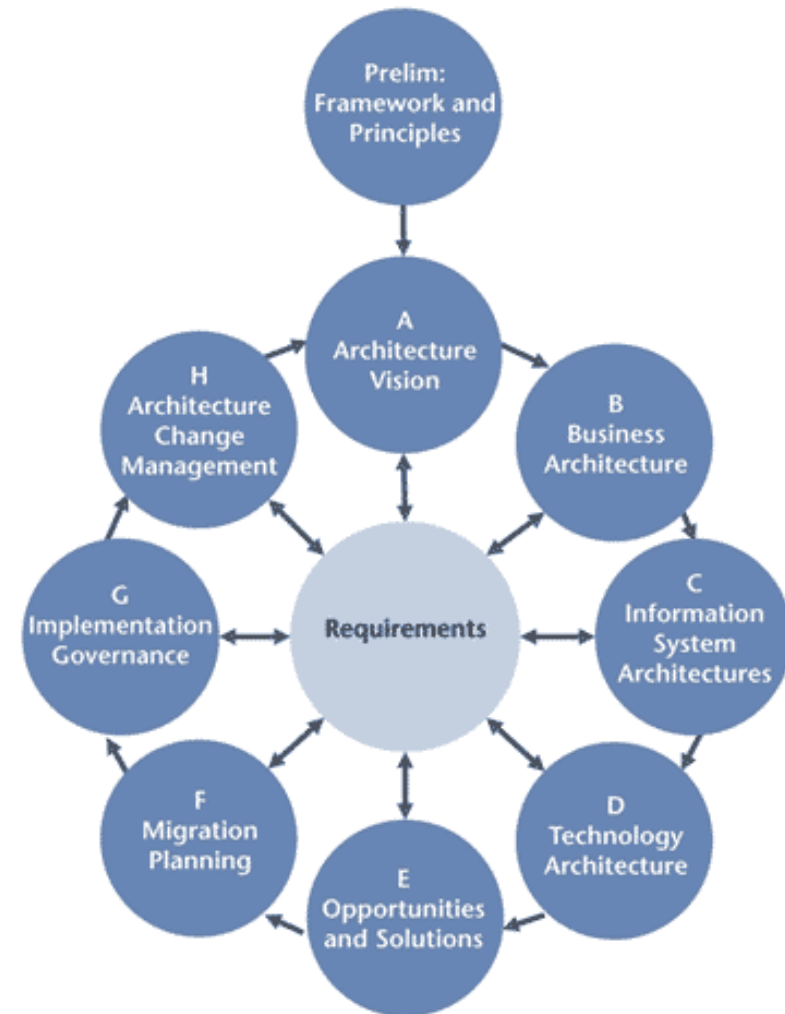 Prelim:
Framework and
Principles
A
Architecture
Vision
B
Business
Architecture
C
Information
System
Architectures
D
Technology
Architecture
E
Opportunities
and Solutions
F
Migration
Planning
G
Implementation
Governance
H
Architecture
Change
Management
Requirements